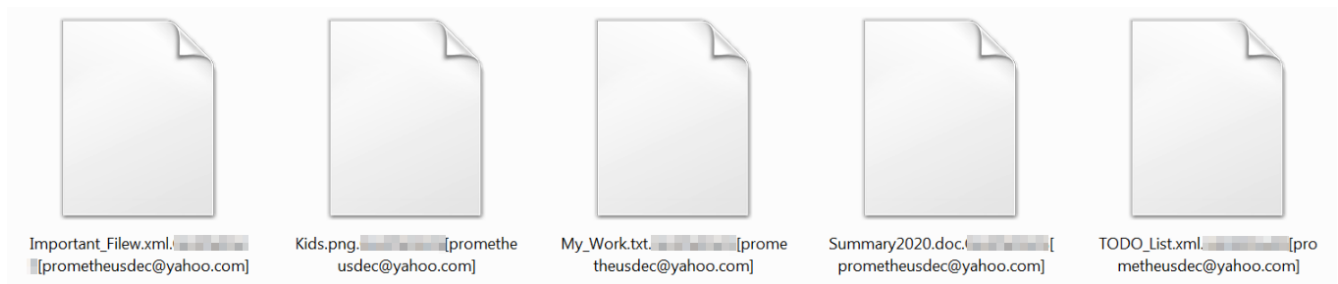 Important_Filew.xml.
[prometheusdec@yahoo.com]
Kids.png. [promethe
usdec@yahoo.com]
My_Work.txt. [prome
theusdec@yahoo.com]
Summary2020.doc. [
prometheusdec@yahoo.com]
TODO_List.xml. [pro
metheusdec@yahoo.com]